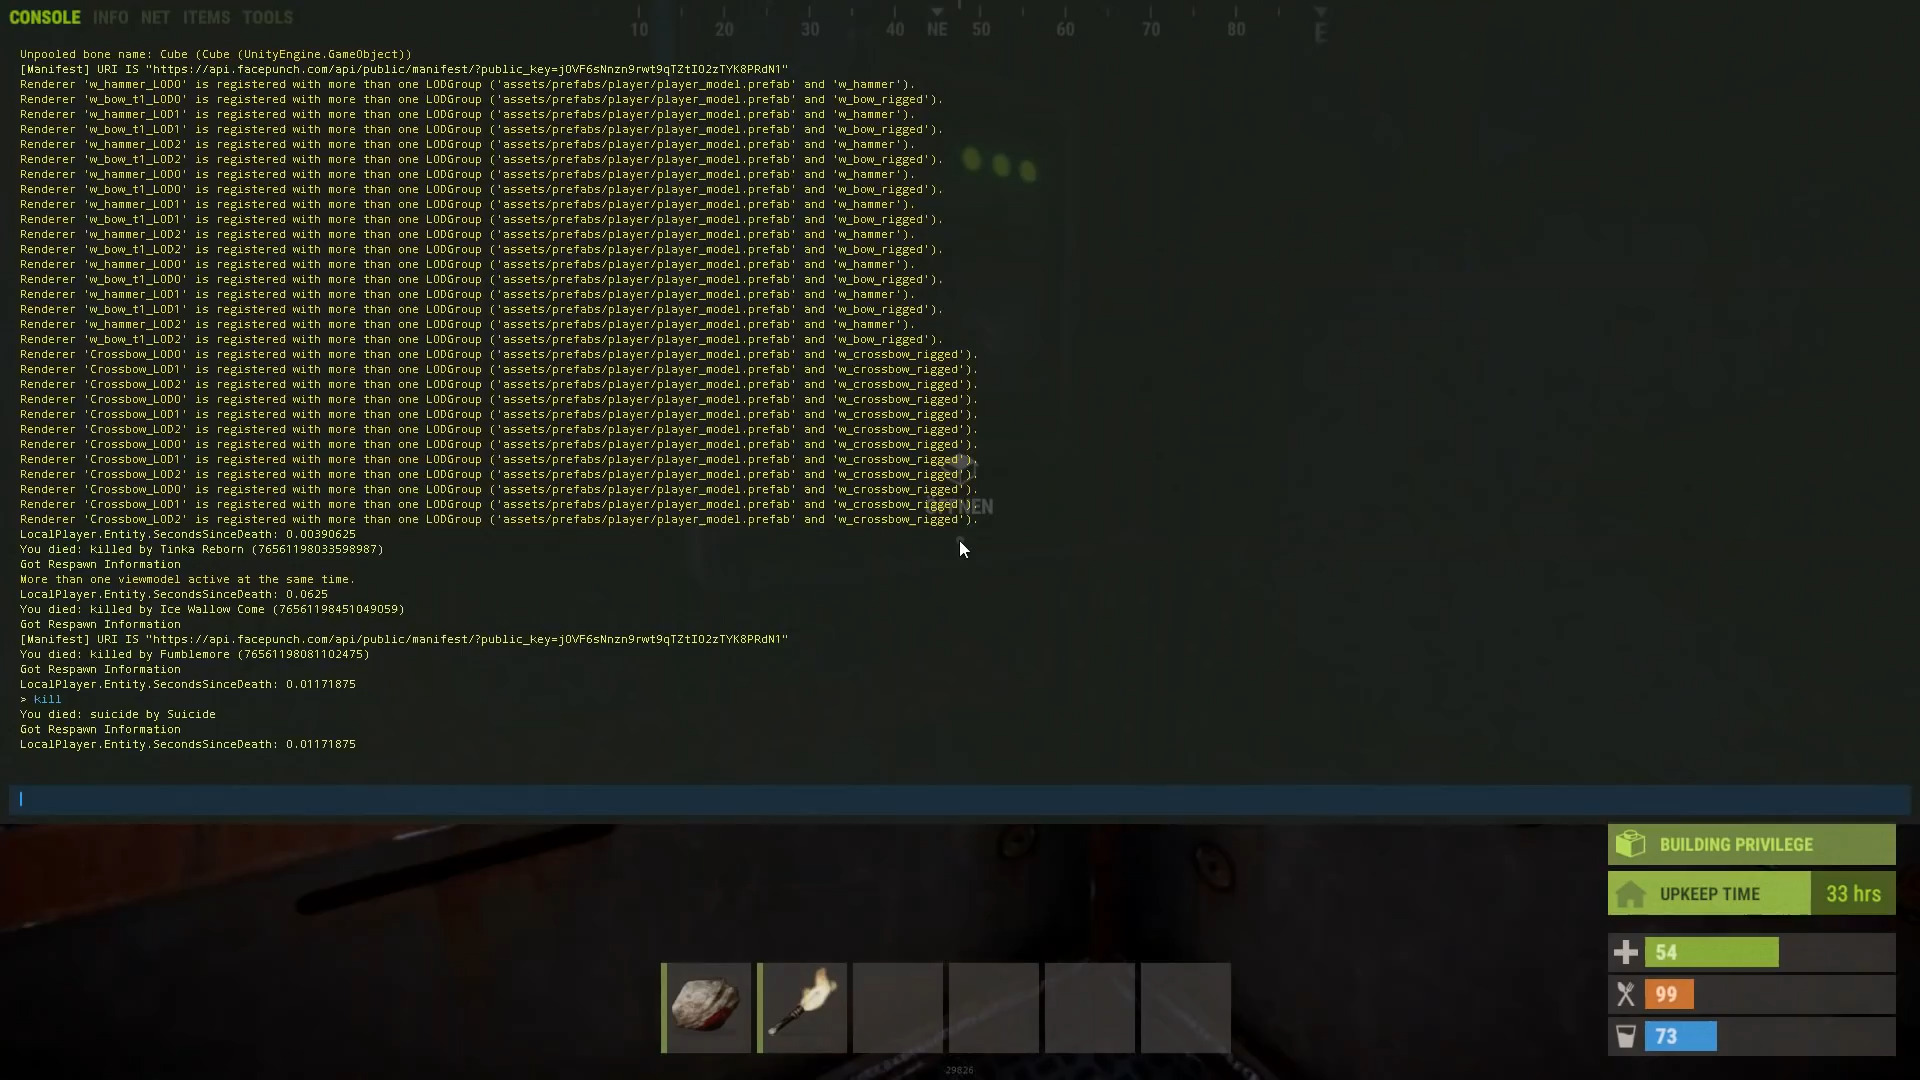 CONSOLE INFO NET ITEMS TOOLS
10 20 30 40 NE 50 60 70 80 E
Unpooled bone name: Cube (Cube (UnityEngine.GameObject))
[Manifest] URI IS "https://api.facepunch.com/api/public/manifest/?public_key=jOVF6sNnzn9rwt9qTZtIO2zTYK8PRdN1"
Renderer 'w_hammer_LOD0' is registered with more than one LODGroup ('assets/prefabs/player/player_model.prefab' and 'w_hammer').
Renderer 'w_bow_t1_LOD0' is registered with more than one LODGroup ('assets/prefabs/player/player_model.prefab' and 'w_bow_rigged').
Renderer 'w_hammer_LOD1' is registered with more than one LODGroup ('assets/prefabs/player/player_model.prefab' and 'w_hammer').
Renderer 'w_bow_t1_LOD1' is registered with more than one LODGroup ('assets/prefabs/player/player_model.prefab' and 'w_bow_rigged').
Renderer 'w_hammer_LOD2' is registered with more than one LODGroup ('assets/prefabs/player/player_model.prefab' and 'w_hammer').
Renderer 'w_bow_t1_LOD2' is registered with more than one LODGroup ('assets/prefabs/player/player_model.prefab' and 'w_bow_rigged').
Renderer 'w_hammer_LOD0' is registered with more than one LODGroup ('assets/prefabs/player/player_model.prefab' and 'w_hammer').
Renderer 'w_bow_t1_LOD0' is registered with more than one LODGroup ('assets/prefabs/player/player_model.prefab' and 'w_bow_rigged').
Renderer 'w_hammer_LOD1' is registered with more than one LODGroup ('assets/prefabs/player/player_model.prefab' and 'w_hammer').
Renderer 'w_bow_t1_LOD1' is registered with more than one LODGroup ('assets/prefabs/player/player_model.prefab' and 'w_bow_rigged').
Renderer 'w_hammer_LOD2' is registered with more than one LODGroup ('assets/prefabs/player/player_model.prefab' and 'w_hammer').
Renderer 'w_bow_t1_LOD2' is registered with more than one LODGroup ('assets/prefabs/player/player_model.prefab' and 'w_bow_rigged').
Renderer 'w_hammer_LOD0' is registered with more than one LODGroup ('assets/prefabs/player/player_model.prefab' and 'w_hammer').
Renderer 'w_bow_t1_LOD0' is registered with more than one LODGroup ('assets/prefabs/player/player_model.prefab' and 'w_bow_rigged').
Renderer 'w_hammer_LOD1' is registered with more than one LODGroup ('assets/prefabs/player/player_model.prefab' and 'w_hammer').
Renderer 'w_bow_t1_LOD1' is registered with more than one LODGroup ('assets/prefabs/player/player_model.prefab' and 'w_bow_rigged').
Renderer 'w_hammer_LOD2' is registered with more than one LODGroup ('assets/prefabs/player/player_model.prefab' and 'w_hammer').
Renderer 'w_bow_t1_LOD2' is registered with more than one LODGroup ('assets/prefabs/player/player_model.prefab' and 'w_bow_rigged').
Renderer 'Crossbow_LOD0' is registered with more than one LODGroup ('assets/prefabs/player/player_model.prefab' and 'w_crossbow_rigged').
Renderer 'Crossbow_LOD1' is registered with more than one LODGroup ('assets/prefabs/player/player_model.prefab' and 'w_crossbow_rigged').
Renderer 'Crossbow_LOD2' is registered with more than one LODGroup ('assets/prefabs/player/player_model.prefab' and 'w_crossbow_rigged').
Renderer 'Crossbow_LOD0' is registered with more than one LODGroup ('assets/prefabs/player/player_model.prefab' and 'w_crossbow_rigged').
Renderer 'Crossbow_LOD1' is registered with more than one LODGroup ('assets/prefabs/player/player_model.prefab' and 'w_crossbow_rigged').
Renderer 'Crossbow_LOD2' is registered with more than one LODGroup ('assets/prefabs/player/player_model.prefab' and 'w_crossbow_rigged').
Renderer 'Crossbow_LOD0' is registered with more than one LODGroup ('assets/prefabs/player/player_model.prefab' and 'w_crossbow_rigged').
Renderer 'Crossbow_LOD1' is registered with more than one LODGroup ('assets/prefabs/player/player_model.prefab' and 'w_crossbow_rigged').
Renderer 'Crossbow_LOD2' is registered with more than one LODGroup ('assets/prefabs/player/player_model.prefab' and 'w_crossbow_rigged').
Renderer 'Crossbow_LOD0' is registered with more than one LODGroup ('assets/prefabs/player/player_model.prefab' and 'w_crossbow_rigged').
Renderer 'Crossbow_LOD1' is registered with more than one LODGroup ('assets/prefabs/player/player_model.prefab' and 'w_crossbow_rigged').
Renderer 'Crossbow_LOD2' is registered with more than one LODGroup ('assets/prefabs/player/player_model.prefab' and 'w_crossbow_rigged').
LocalPlayer.Entity.SecondsSinceDeath: 0.00390625
You died: killed by Tinka Reborn (76561198033598987)
Got Respawn Information
More than one viewmodel active at the same time.
LocalPlayer.Entity.SecondsSinceDeath: 0.0625
You died: killed by Ice Wallow Come (76561198451049059)
Got Respawn Information
[Manifest] URI IS "https://api.facepunch.com/api/public/manifest/?public_key=jOVF6sNnzn9rwt9qTZtIO2zTYK8PRdN1"
You died: killed by Fumblemore (76561198081102475)
Got Respawn Information
LocalPlayer.Entity.SecondsSinceDeath: 0.01171875
> kill
You died: suicide by Suicide
Got Respawn Information
LocalPlayer.Entity.SecondsSinceDeath: 0.01171875
BUILDING PRIVILEGE
UPKEEP TIME 33 hrs
54
99
73
29826